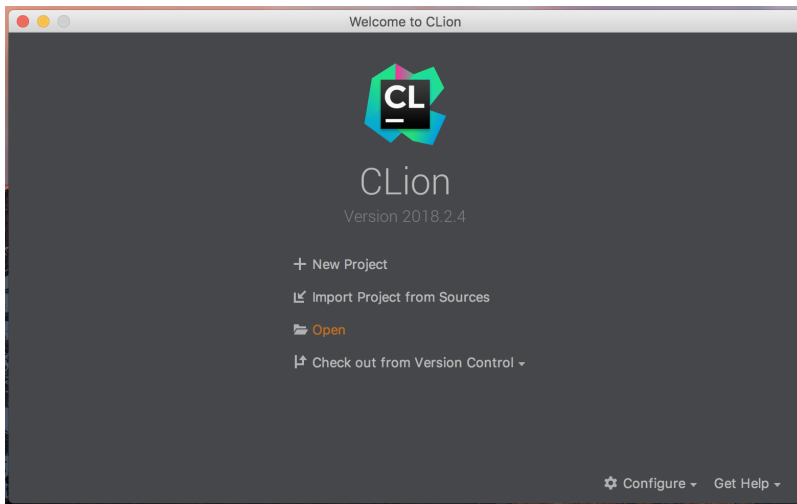 Welcome to CLion
CL
CLion
Version 2018.2.4
New Project
Import Project from Sources
Open
Check out from Version Control
Configure
Get Help